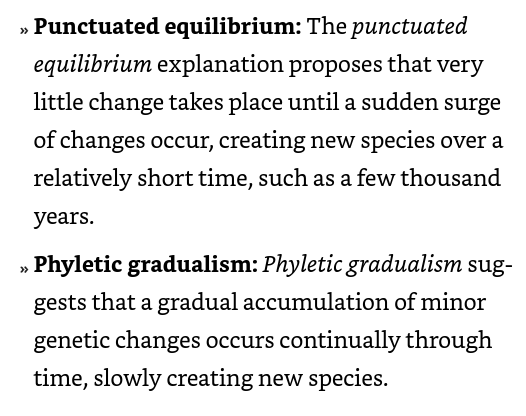 » Punctuated equilibrium: The punctuated
equilibrium explanation proposes that very
little change takes place until a sudden surge
of changes occur, creating new species over a
relatively short time, such as a few thousand
years.
» Phyletic gradualism: Phyletic gradualism sug-
gests that a gradual accumulation of minor
genetic changes occurs continually through
time, slowly creating new species.